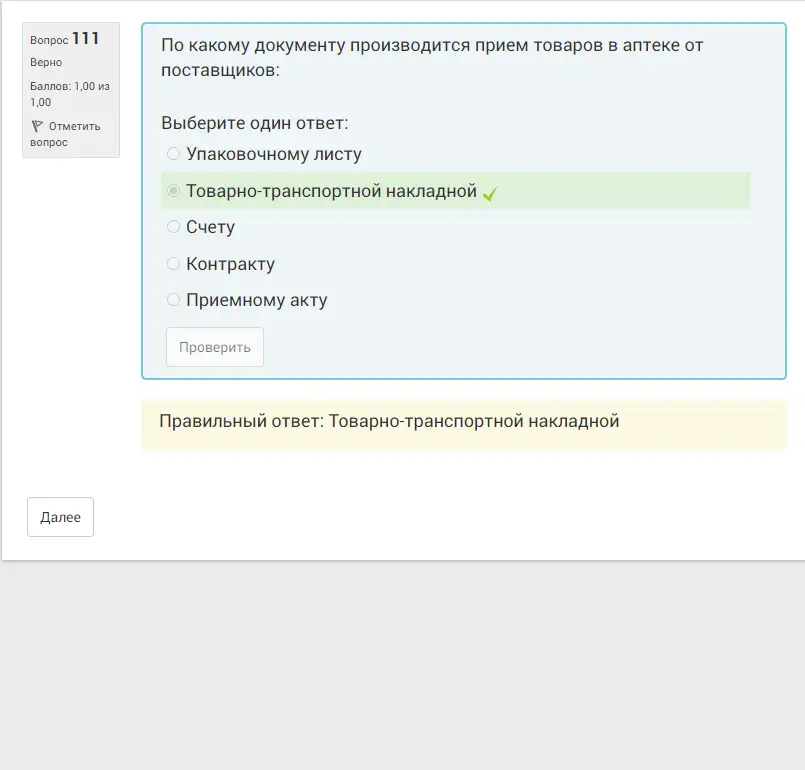 Вопрос 111
Верно
Баллов: 1,00 из
1,00
Отметить
вопрос
По какому документу производится прием товаров в аптеке от
поставщиков:
Выберите один ответ:
Упаковочному листу
Товарно-транспортной накладной
Счету
Контракту
Приемному акту
Проверить
Правильный ответ: Товарно-транспортной накладной
Далее